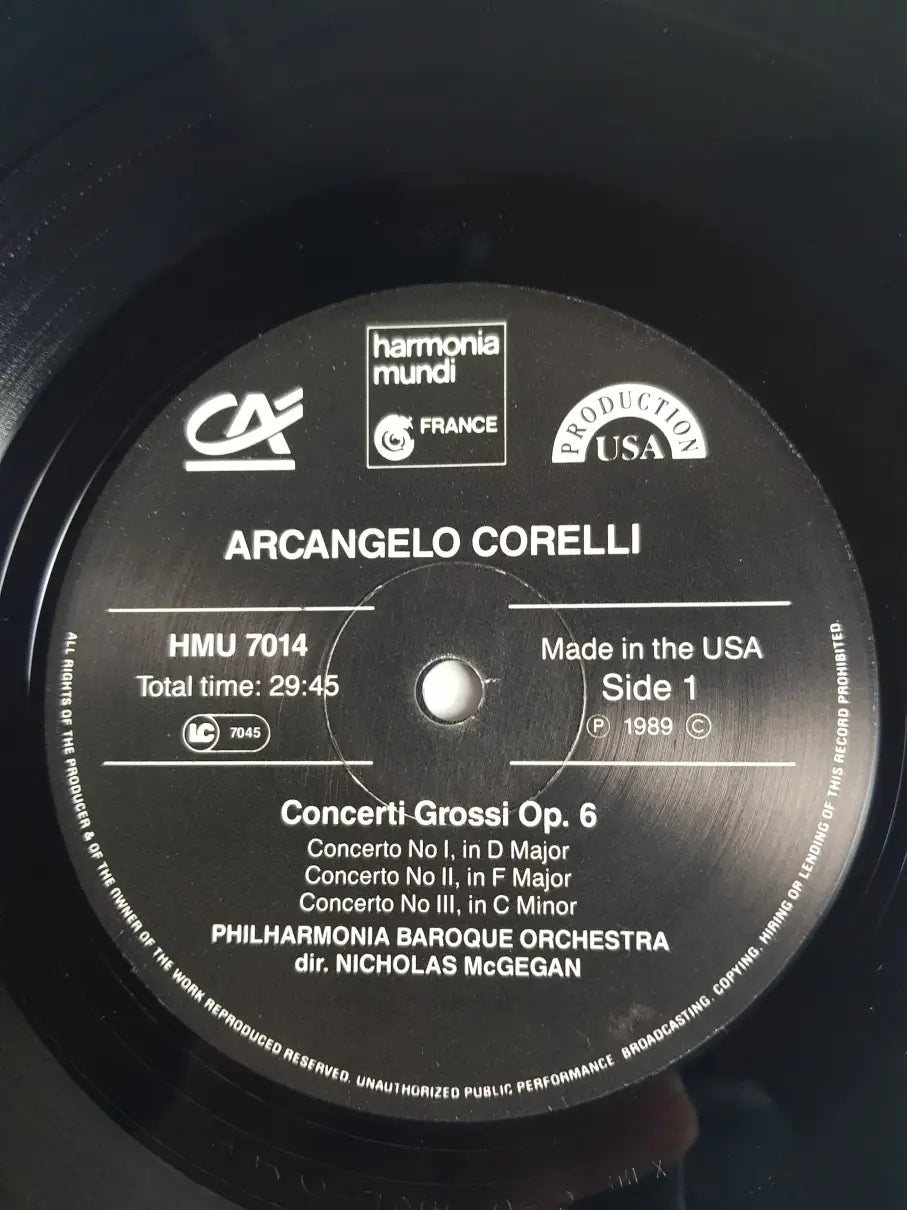 harmonia
mundi
FRANCE
CA
PRODUCTION
USA
ARCANGELO CORELLI
HMU 7014
Total time: 29:45
LC 7045
Made in the USA
Side 1
Ⓟ 1989 ©
Concerti Grossi Op. 6
Concerto No I, in D Major
Concerto No II, in F Major
Concerto No III, in C Minor
PHILHARMONIA BAROQUE ORCHESTRA
dir. NICHOLAS McGEGAN
ALL RIGHTS OF THE PRODUCER & OF THE OWNER OF THE WORK REPRODUCED RESERVED. UNAUTHORIZED PUBLIC PERFORMANCE. BROADCASTING. COPYING. HIRING OR LENDING OF THIS RECORD PROHIBITED.